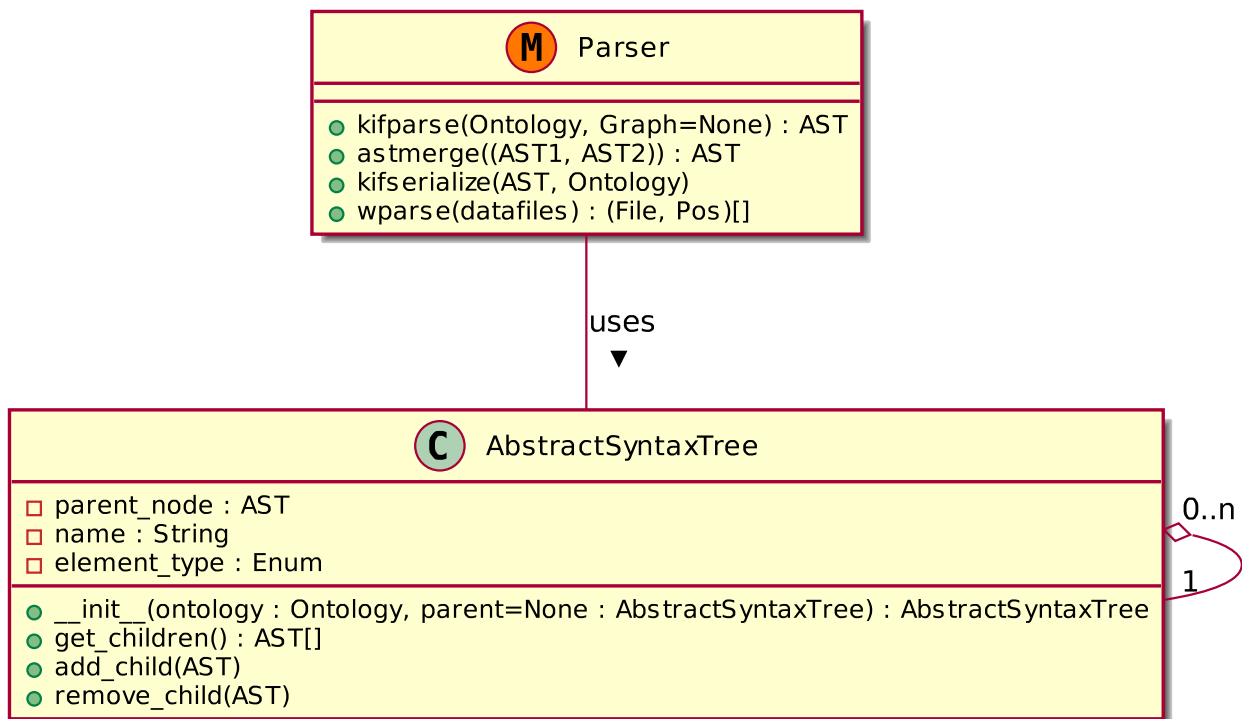 M Parser
kifparse(Ontology, Graph=None) : AST
astmerge((AST1, AST2)) : AST
kifserialize(AST, Ontology)
wparse(datafiles) : (File, Pos)[]
uses
▼
C AbstractSyntaxTree
parent_node : AST
name : String
element_type : Enum
0..n
1
__init__(ontology : Ontology, parent=None : AbstractSyntaxTree) : AbstractSyntaxTree
get_children() : AST[]
add_child(AST)
remove_child(AST)